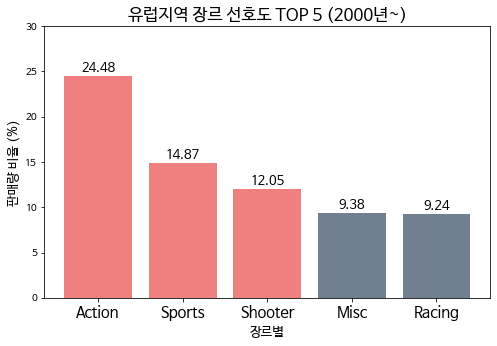 유럽지역 장르 선호도 TOP 5 (2000년~)
30
25
20
15
10
5
0
판매량 비율 (%)
24.48
14.87
12.05
9.38
9.24
Action
Sports
Shooter
Misc
Racing
장르별